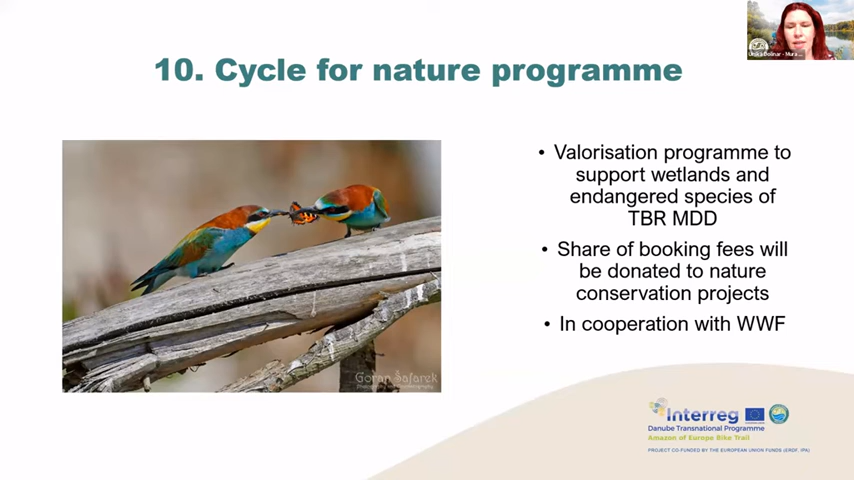 10. Cycle for nature programme
• Valorisation programme to
support wetlands and
endangered species of
TBR MDD
• Share of booking fees will
be donated to nature
conservation projects
• In cooperation with WWF
Goran Šafarek
Interreg
Danube Transnational Programme
Amazon of Europe Bike Trail
PROJECT CO-FUNDED BY THE EUROPEAN UNION FUNDS (ERDF, IPA)